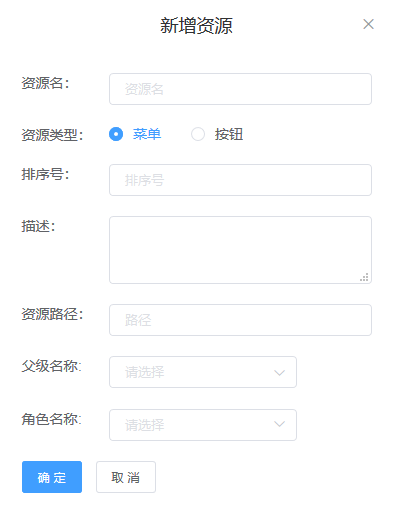 新增资源
资源名： 资源名
资源类型： 菜单 按钮
排序号： 排序号
描述：
资源路径： 路径
父级名称: 请选择
角色名称: 请选择
确 定 取 消